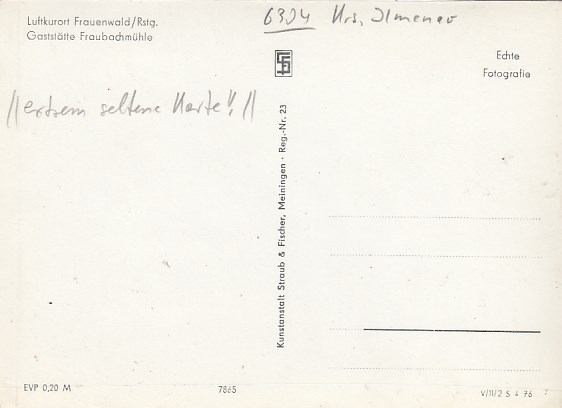 6304 Krs. Ilmenau
Luftkurort Frauenwald/Rstg.
Gaststätte Fraubachmühle
Echte
Fotografie
//extrem seltene Karte!!//
Kunstanstalt Straub & Fischer, Meiningen · Reg.-Nr. 23
EVP 0,20 M
7865
V/11/2 S 4 76